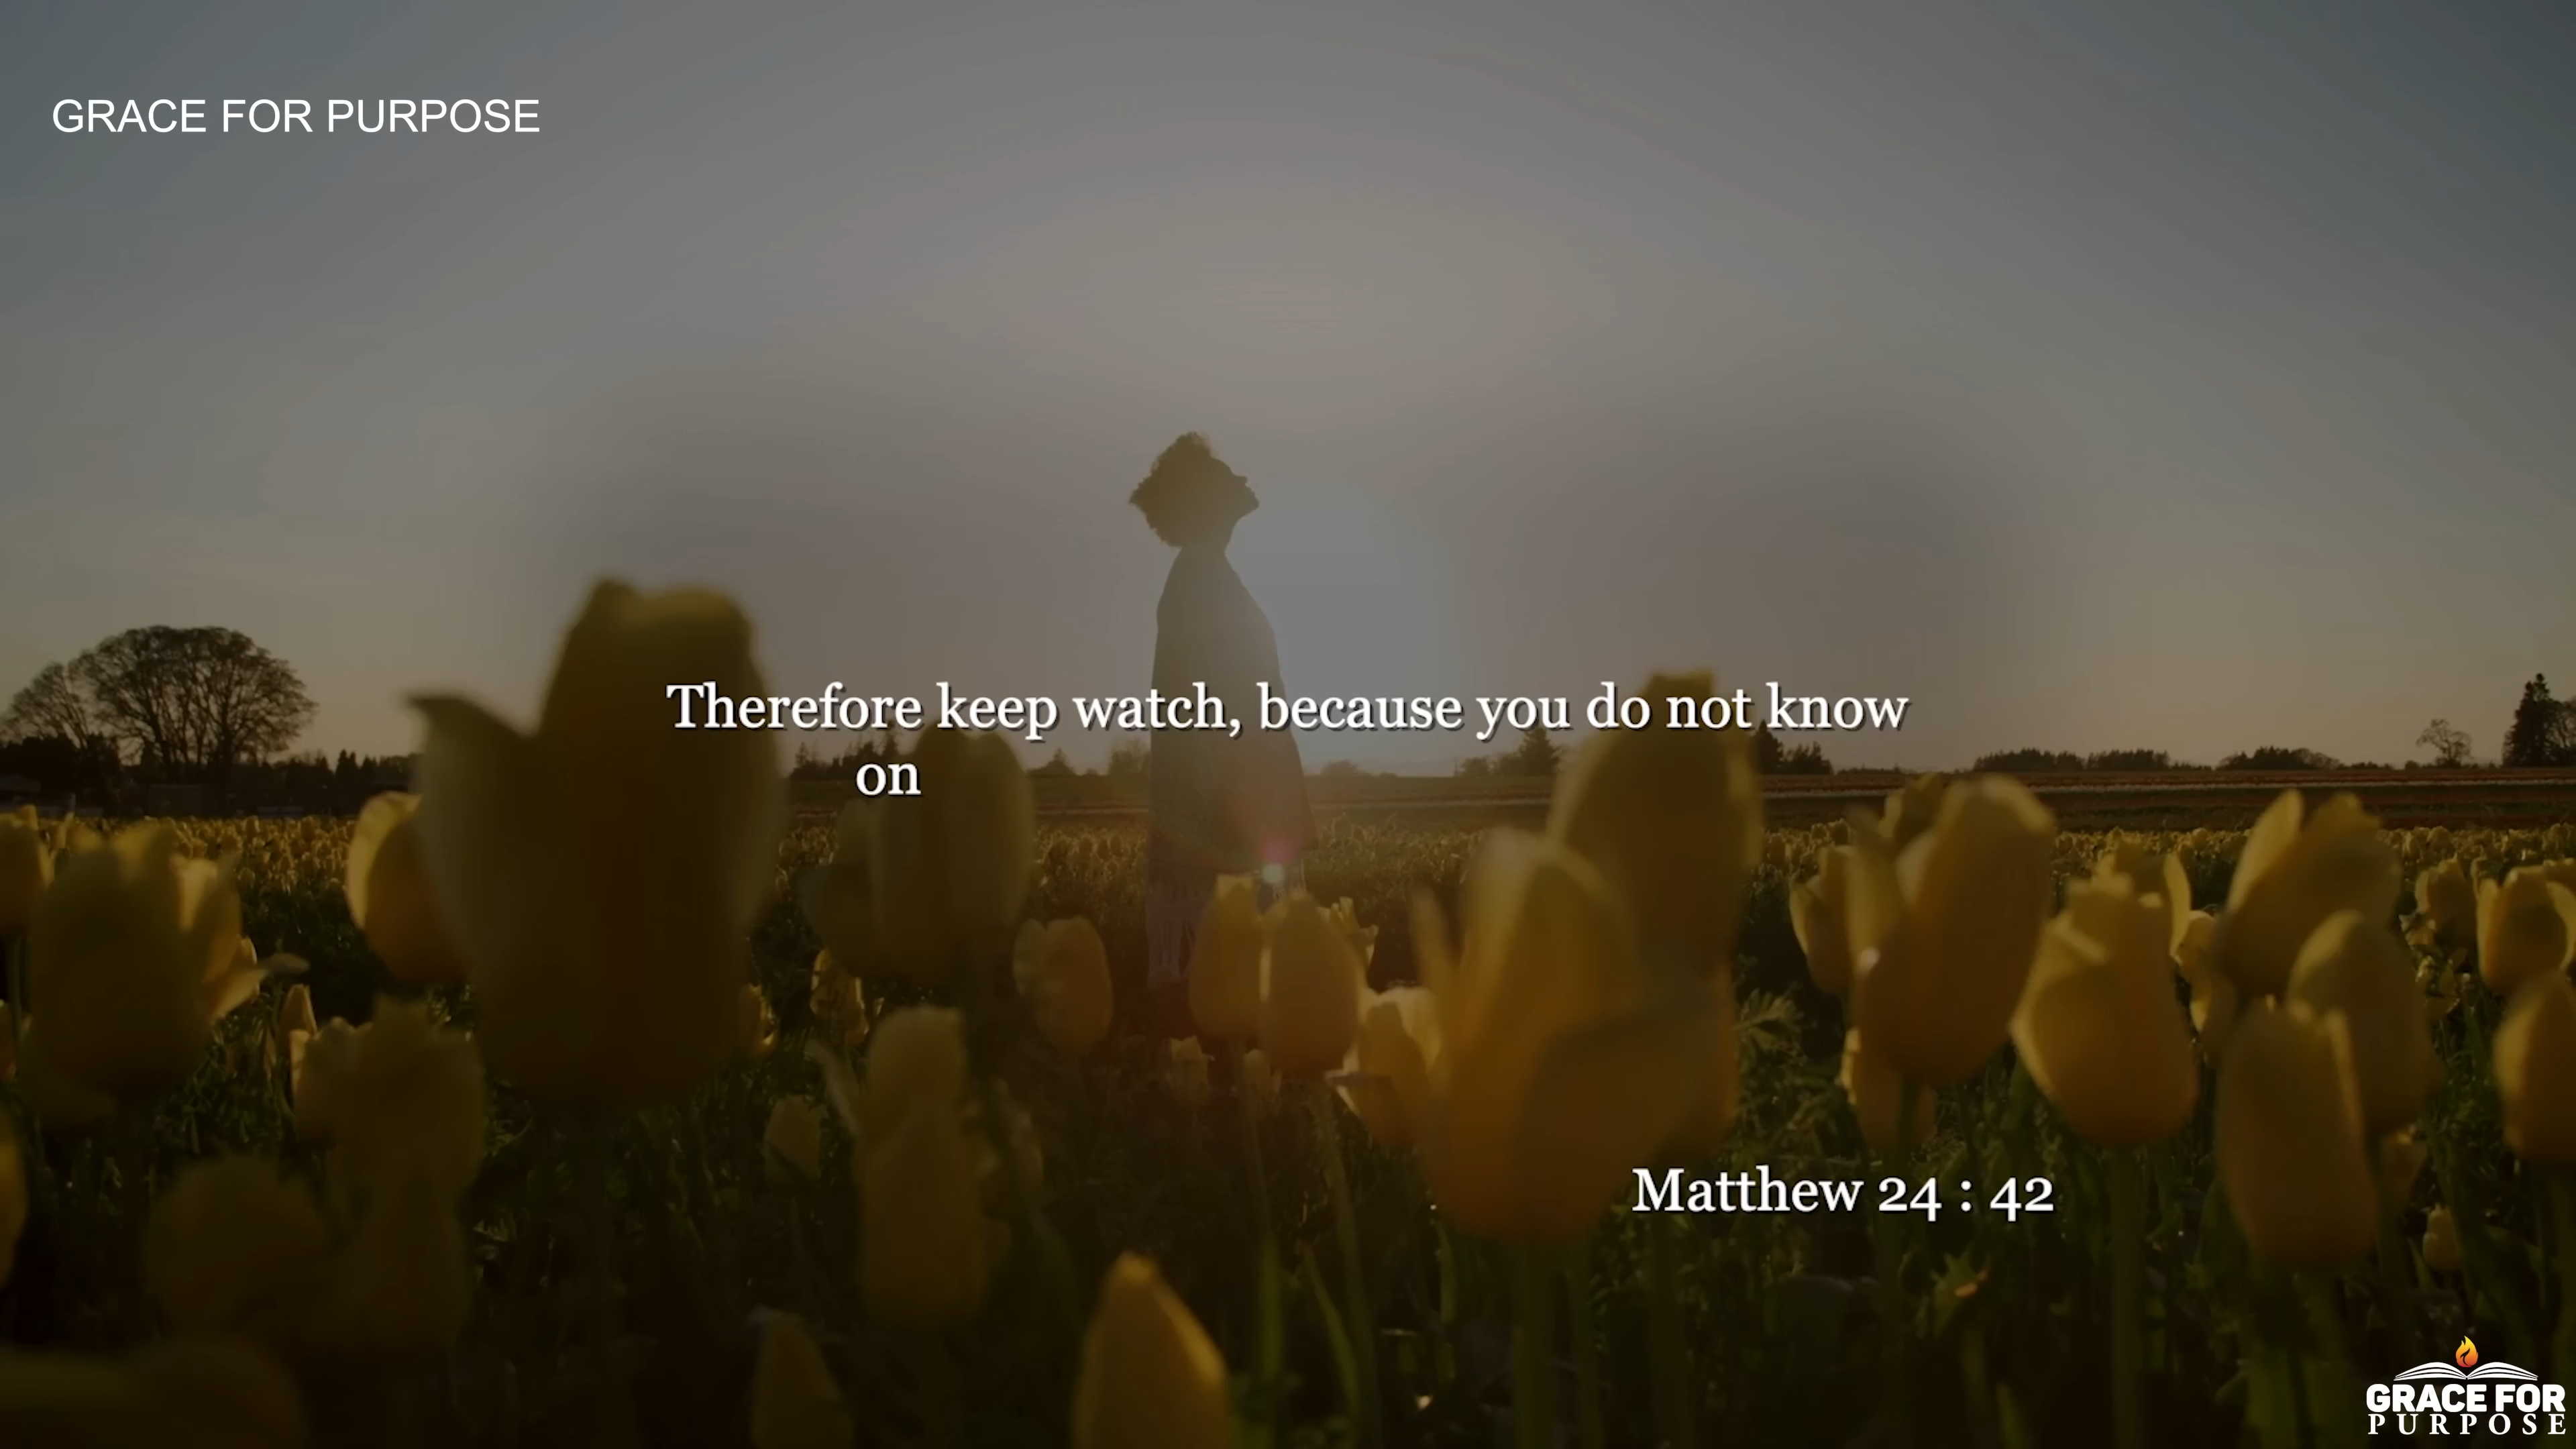 GRACE FOR PURPOSE
Therefore keep watch, because you do not know
on
Matthew 24 : 42
GRACE FOR
PURPOSE